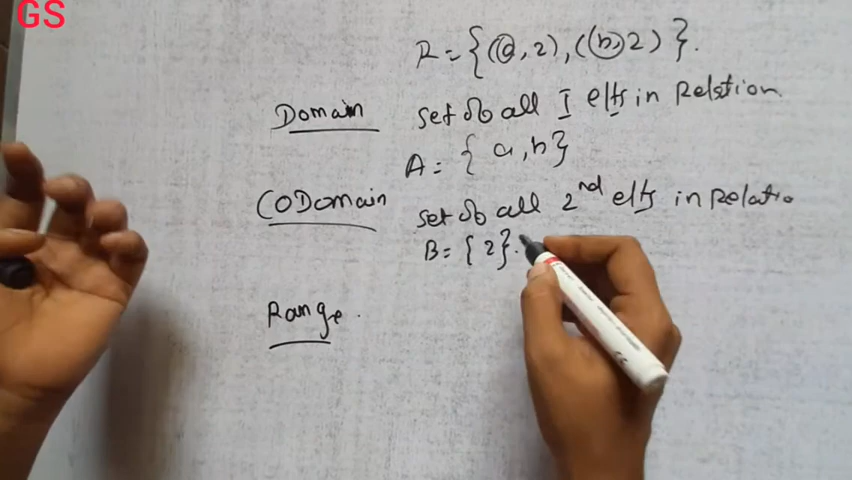 GS
R = {(a, 2), ((b, 2)}.
Domain set of all I elts in Relation
A = {a, b}
CODomain set of all 2nd elts in Relatio
B = {2}.
Range.